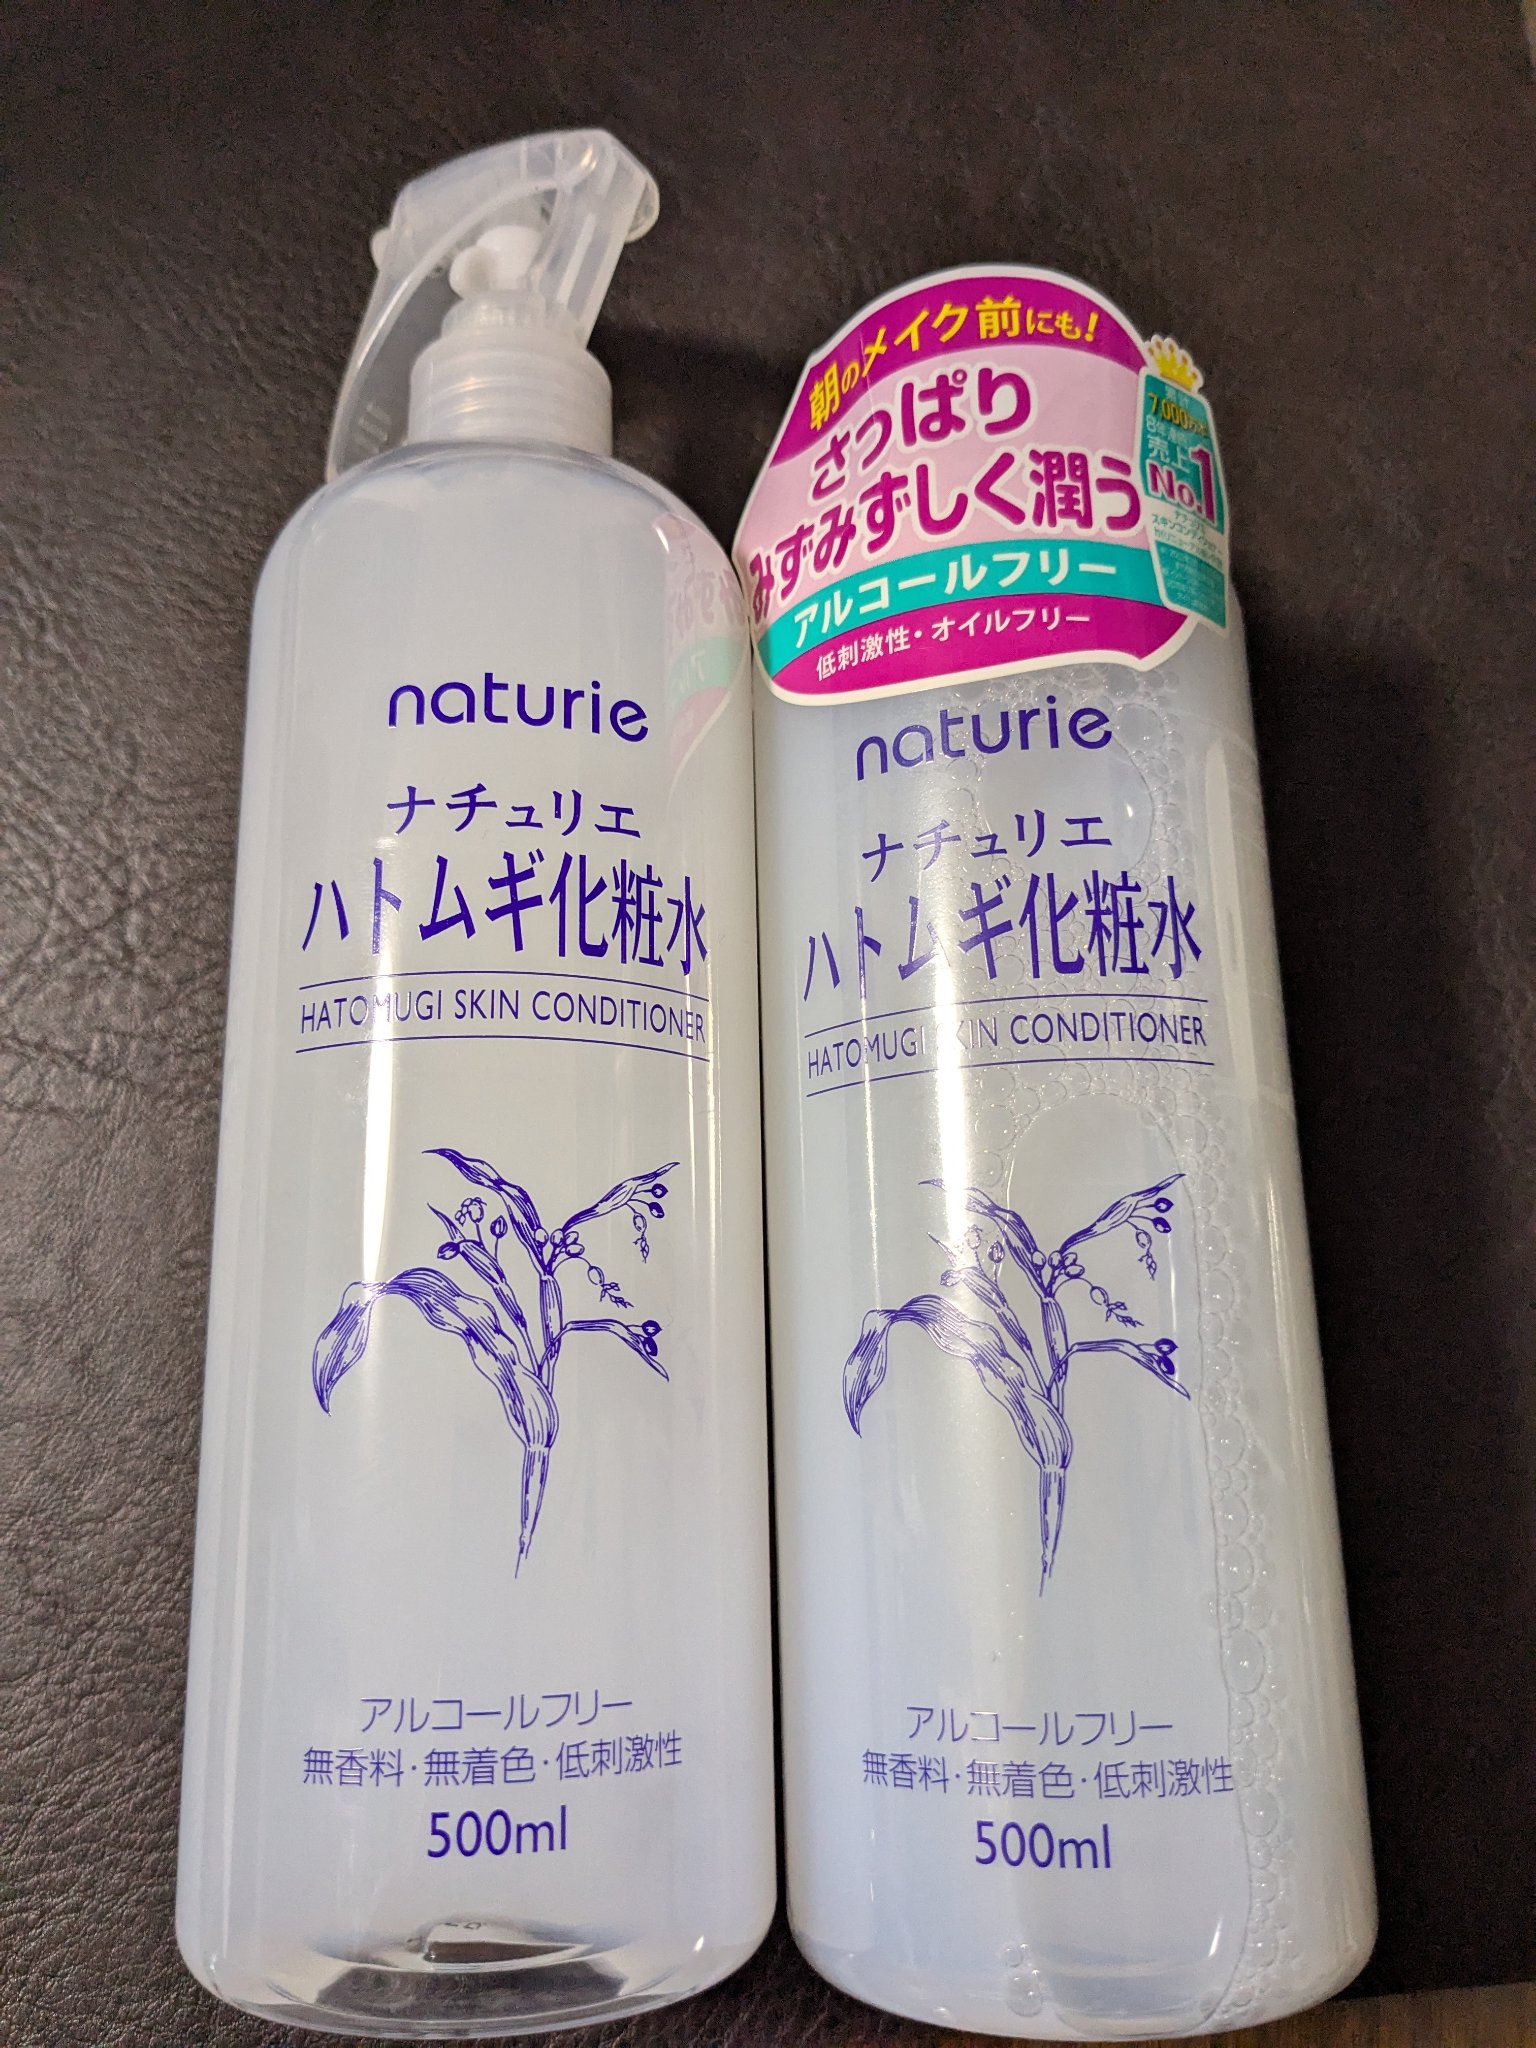 naturie
ナチュリエ
ハトムギ化粧水
HATOMUGI SKIN CONDITIONER
アルコールフリー
無香料・無着色・低刺激性
500ml
朝のメイク前にも!
さっぱり
みずみずしく潤う
アルコールフリー
低刺激性・オイルフリー
売上
No.1
naturie
ナチュリエ
ハトムギ化粧水
HATOMUGI SKIN CONDITIONER
アルコールフリー
無香料・無着色・低刺激性
500ml